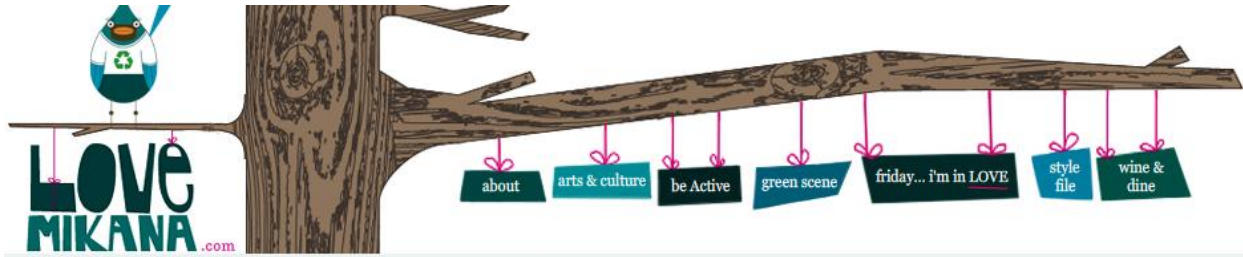 LOVE
MIKANA.com
about
arts & culture
be Active
green scene
friday... i'm in LOVE
style
file
wine &
dine